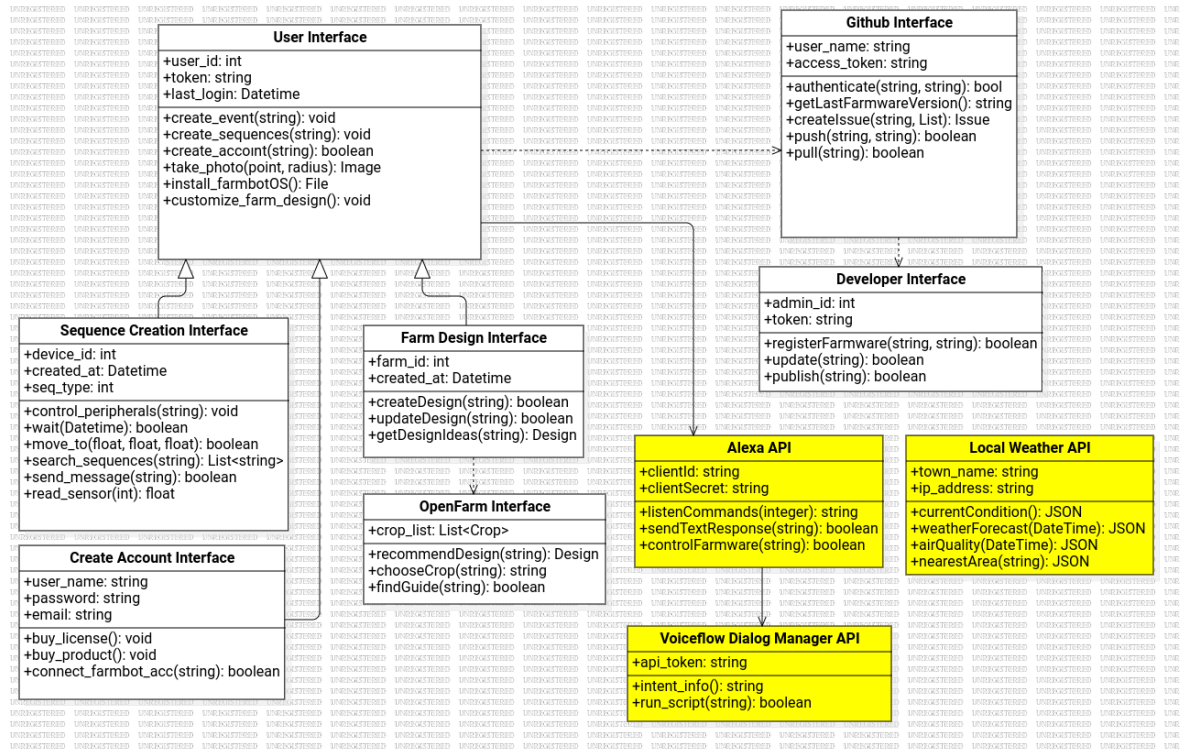 User Interface
+user_id: int
+token: string
+last_login: Datetime
+create_event(string): void
+create_sequences(string): void
+create_account(string): boolean
+take_photo(point, radius): Image
+install_farmbotOS(): File
+customize_farm_design(): void
Github Interface
+user_name: string
+access_token: string
+authenticate(string, string): bool
+getLastFarmwareVersion(): string
+createIssue(string, List): Issue
+push(string, string): boolean
+pull(string): boolean
Developer Interface
+admin_id: int
+token: string
+registerFarmware(string, string): boolean
+update(string): boolean
+publish(string): boolean
Sequence Creation Interface
+device_id: int
+created_at: Datetime
+seq_type: int
+control_peripherals(string): void
+wait(Datetime): boolean
+move_to(float, float, float): boolean
+search_sequences(string): List<string>
+send_message(string): boolean
+read_sensor(int): float
Farm Design Interface
+farm_id: int
+created_at: Datetime
+createDesign(string): boolean
+updateDesign(string): boolean
+getDesignIdeas(string): Design
OpenFarm Interface
+crop_list: List<Crop>
+recommendDesign(string): Design
+chooseCrop(string): string
+findGuide(string): boolean
Create Account Interface
+user_name: string
+password: string
+email: string
+buy_license(): void
+buy_product(): void
+connect_farmbot_acc(string): boolean
Alexa API
+clientId: string
+clientSecret: string
+listenCommands(integer): string
+sendTextResponse(string): boolean
+controlFarmware(string): boolean
Local Weather API
+town_name: string
+ip_address: string
+currentCondition(): JSON
+weatherForecast(DateTime): JSON
+airQuality(DateTime): JSON
+nearestArea(string): JSON
Voiceflow Dialog Manager API
+api_token: string
+intent_info(): string
+run_script(string): boolean
UNREGISTERED